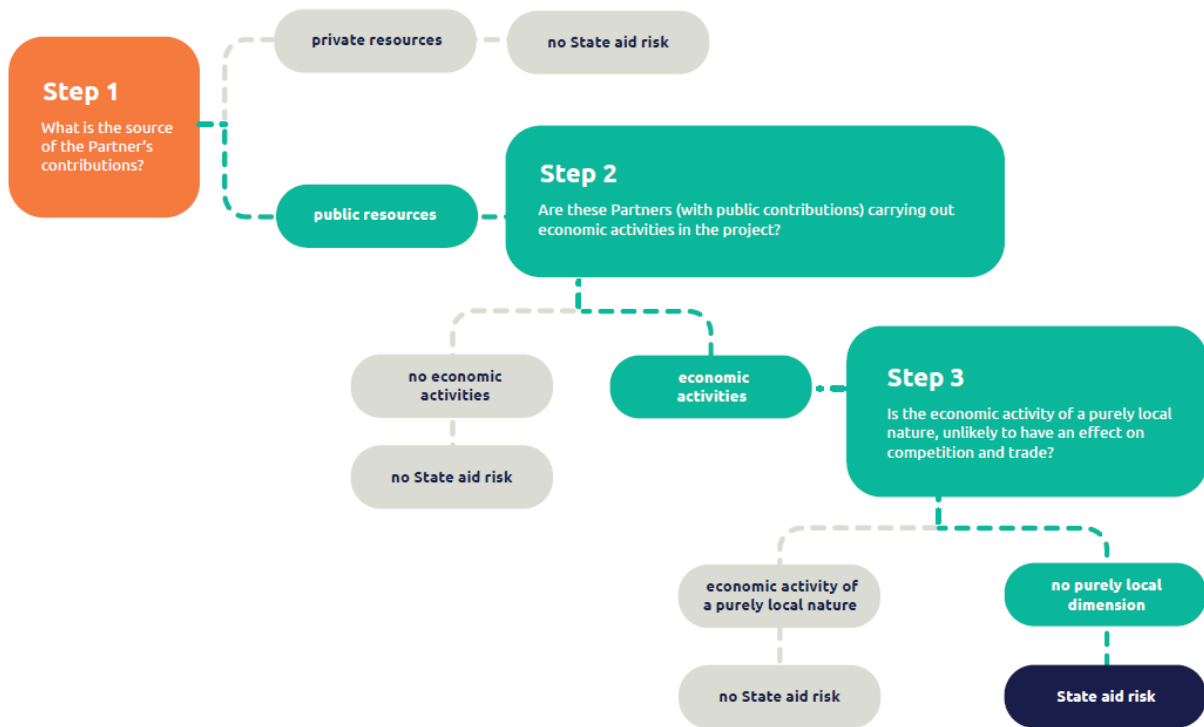 Step 1
What is the source
of the Partner's
contributions?
private resources
no State aid risk
public resources
Step 2
Are these Partners (with public contributions) carrying out
economic activities in the project?
no economic
activities
no State aid risk
economic
activities
Step 3
Is the economic activity of a purely local
nature, unlikely to have an effect on
competition and trade?
economic activity of
a purely local nature
no State aid risk
no purely local
dimension
State aid risk